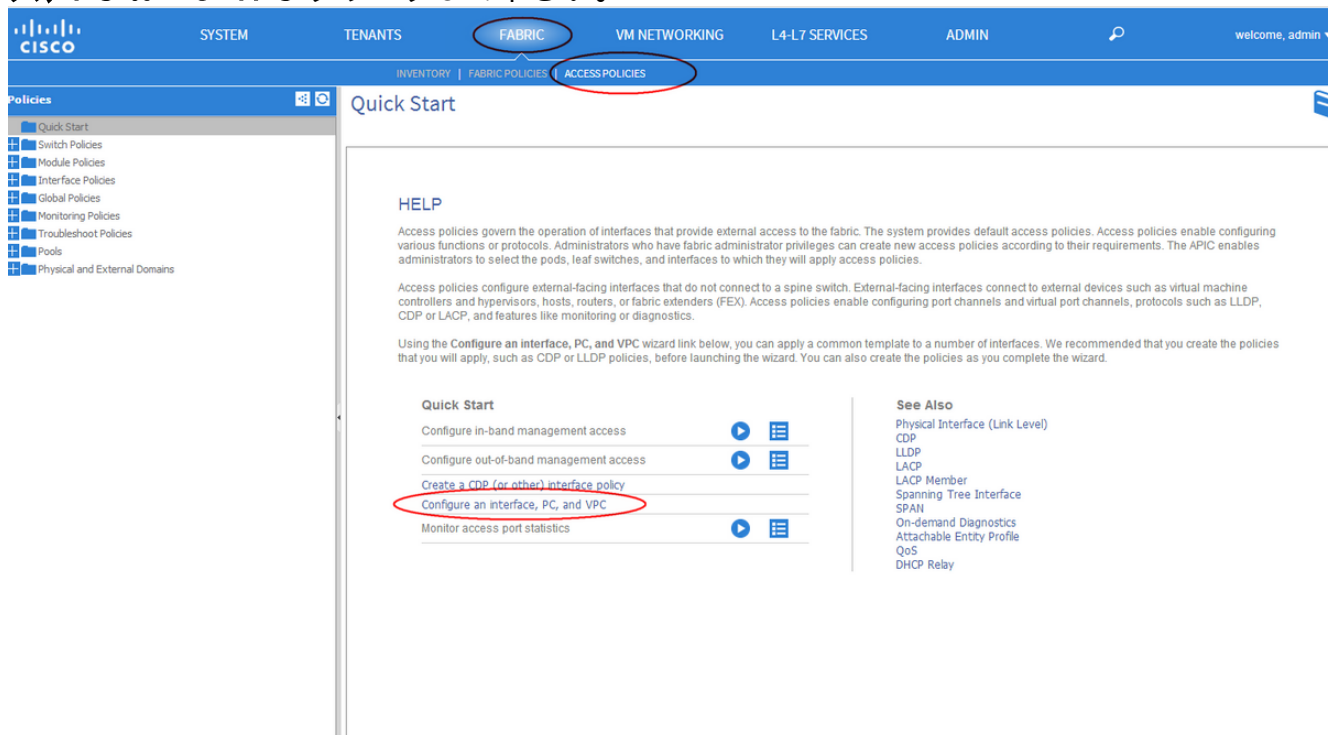 CISCO
SYSTEM
TENANTS
FABRIC
VM NETWORKING
L4-L7 SERVICES
ADMIN
welcome, admin
INVENTORY | FABRIC POLICIES | ACCESS POLICIES
Policies
Quick Start
Switch Policies
Module Policies
Interface Policies
Global Policies
Monitoring Policies
Troubleshoot Policies
Pools
Physical and External Domains
Quick Start
HELP
Access policies govern the operation of interfaces that provide external access to the fabric. The system provides default access policies. Access policies enable configuring
various functions or protocols. Administrators who have fabric administrator privileges can create new access policies according to their requirements. The APIC enables
administrators to select the pods, leaf switches, and interfaces to which they will apply access policies.
Access policies configure external-facing interfaces that do not connect to a spine switch. External-facing interfaces connect to external devices such as virtual machine
controllers and hypervisors, hosts, routers, or fabric extenders (FEX). Access policies enable configuring port channels and virtual port channels, protocols such as LLDP,
CDP or LACP, and features like monitoring or diagnostics.
Using the Configure an interface, PC, and VPC wizard link below, you can apply a common template to a number of interfaces. We recommended that you create the policies
that you will apply, such as CDP or LLDP policies, before launching the wizard. You can also create the policies as you complete the wizard.
Quick Start
Configure in-band management access
Configure out-of-band management access
Create a CDP (or other) interface policy
Configure an interface, PC, and VPC
Monitor access port statistics
See Also
Physical Interface (Link Level)
CDP
LLDP
LACP
LACP Member
Spanning Tree Interface
SPAN
On-demand Diagnostics
Attachable Entity Profile
QoS
DHCP Relay